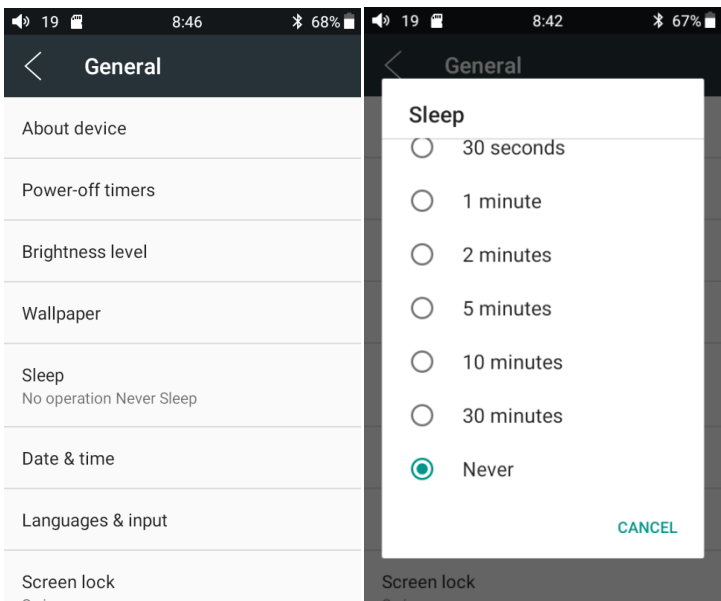 19 8:46 68%
General
About device
Power-off timers
Brightness level
Wallpaper
Sleep
No operation Never Sleep
Date & time
Languages & input
Screen lock
19 8:42 67%
General
Sleep
30 seconds
1 minute
2 minutes
5 minutes
10 minutes
30 minutes
Never
CANCEL
Screen lock